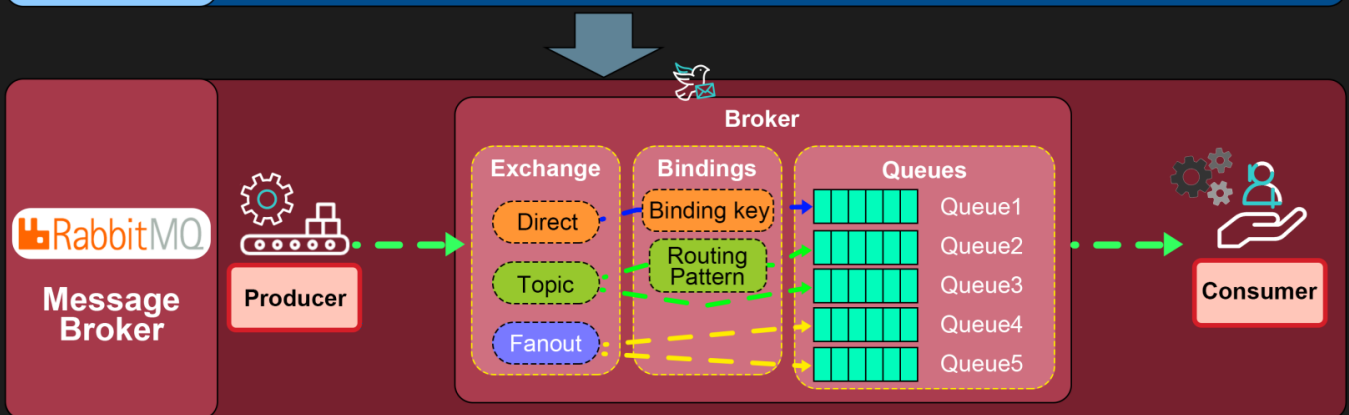 Broker
Exchange
Bindings
Queues
Direct
Binding key
Queue1
RabbitMQ
Routing
Pattern
Queue2
Topic
Queue3
Message
Broker
Producer
Consumer
Fanout
Queue4
Queue5